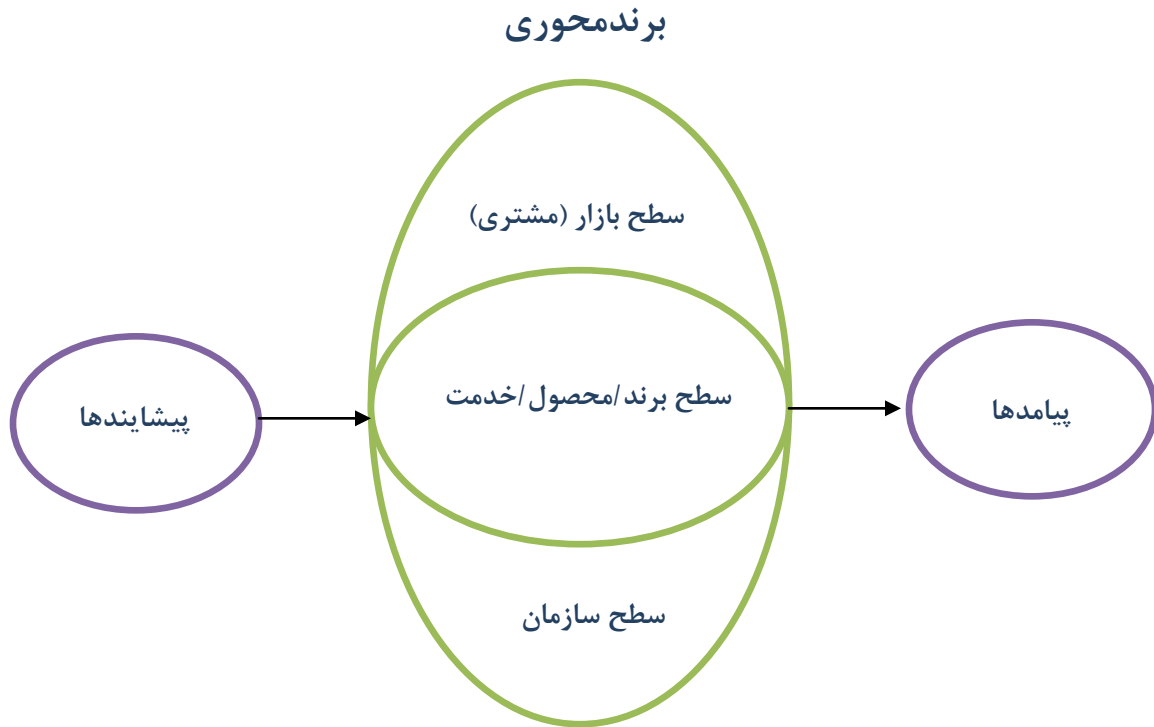 برندمحوری
سطح بازار (مشتری)
سطح برند/محصول/خدمت
پیشایندها
پیامدها
سطح سازمان